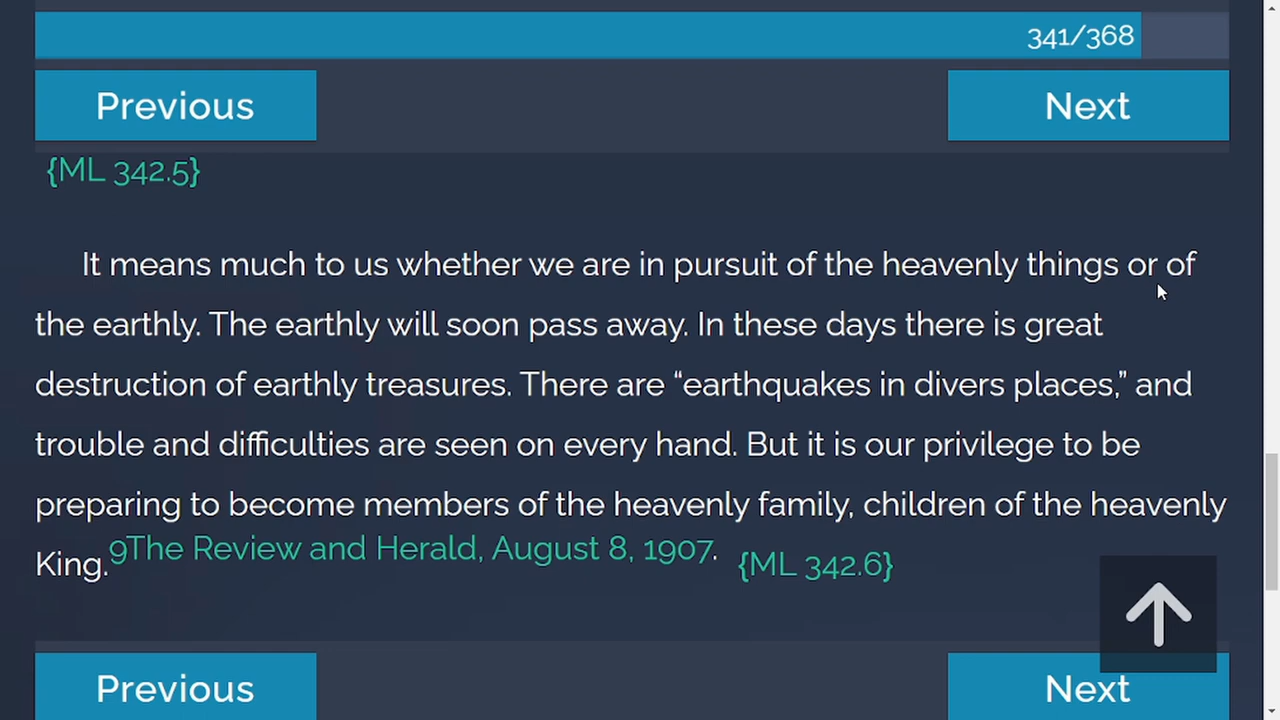 341/368
Previous
Next
{ML 342.5}
It means much to us whether we are in pursuit of the heavenly things or of
the earthly. The earthly will soon pass away. In these days there is great
destruction of earthly treasures. There are “earthquakes in divers places,” and
trouble and difficulties are seen on every hand. But it is our privilege to be
preparing to become members of the heavenly family, children of the heavenly
King.9The Review and Herald, August 8, 1907. {ML 342.6}
Previous
Next